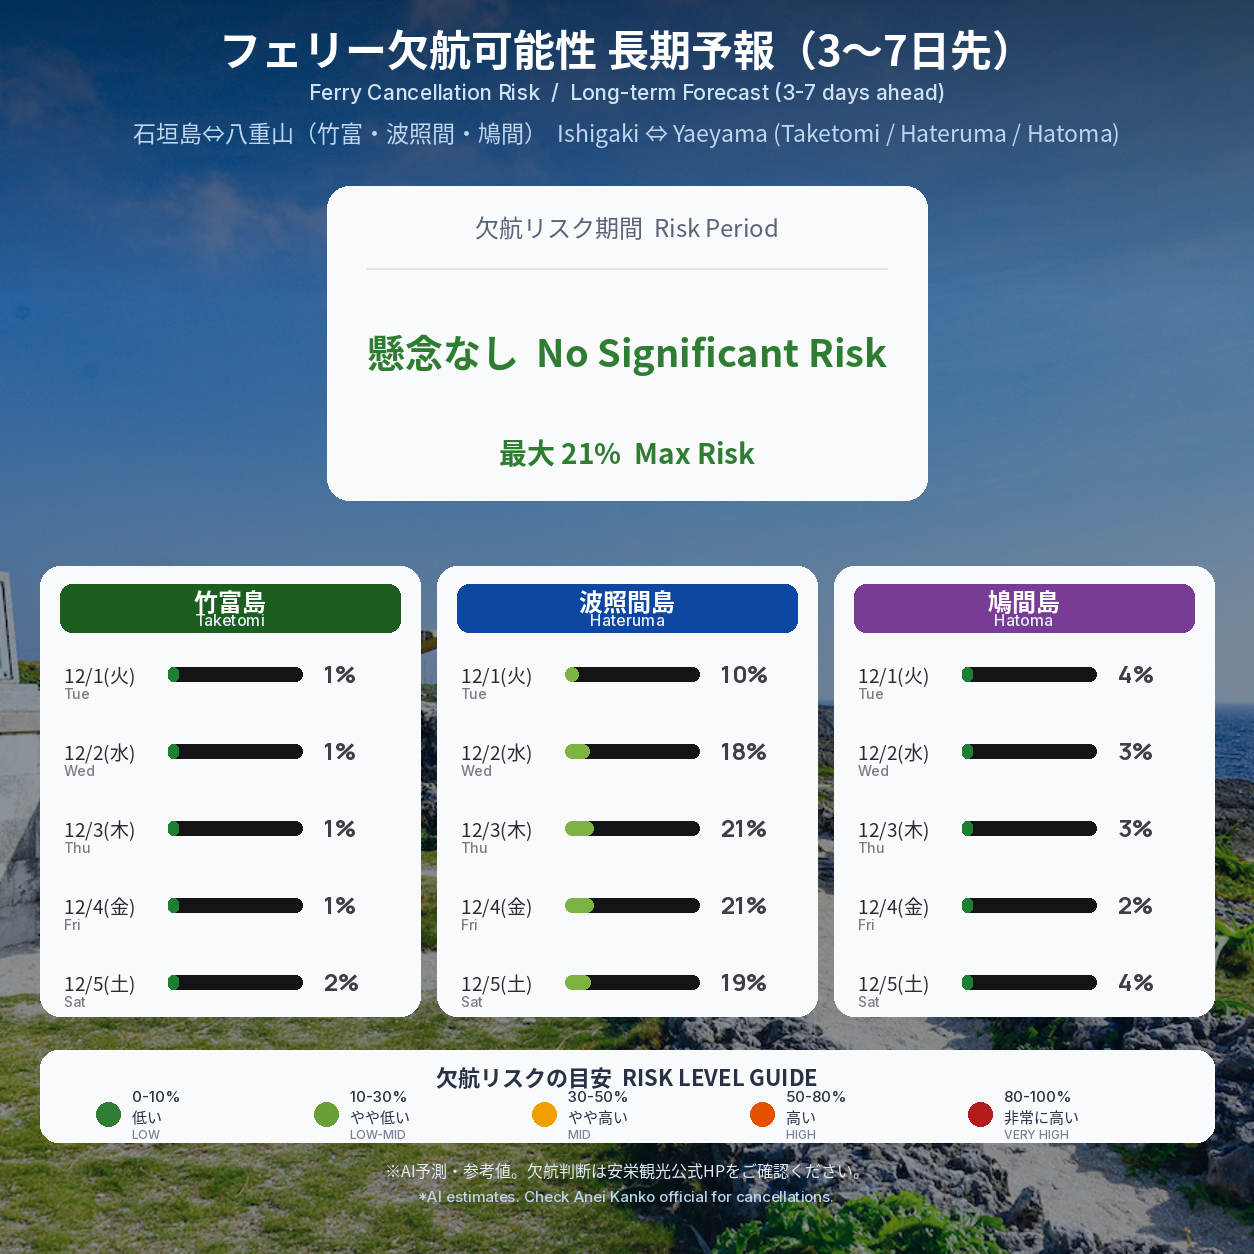 フェリー欠航可能性 長期予報（3〜7日先）
Ferry Cancellation Risk / Long-term Forecast (3-7 days ahead)
石垣島⇔八重山（竹富・波照間・鳩間） Ishigaki ⇔ Yaeyama (Taketomi / Hateruma / Hatoma)
欠航リスク期間 Risk Period
懸念なし No Significant Risk
最大 21% Max Risk
竹富島
Taketomi
12/1(火) 1%
Tue
12/2(水) 1%
Wed
12/3(木) 1%
Thu
12/4(金) 1%
Fri
12/5(土) 2%
Sat
波照間島
Hateruma
12/1(火) 10%
Tue
12/2(水) 18%
Wed
12/3(木) 21%
Thu
12/4(金) 21%
Fri
12/5(土) 19%
Sat
鳩間島
Hatoma
12/1(火) 4%
Tue
12/2(水) 3%
Wed
12/3(木) 3%
Thu
12/4(金) 2%
Fri
12/5(土) 4%
Sat
欠航リスクの目安 RISK LEVEL GUIDE
0-10%
低い
LOW
10-30%
やや低い
LOW-MID
30-50%
やや高い
MID
50-80%
高い
HIGH
80-100%
非常に高い
VERY HIGH
※AI予測・参考値。欠航判断は安栄観光公式HPをご確認ください。
*AI estimates. Check Anei Kanko official for cancellations.